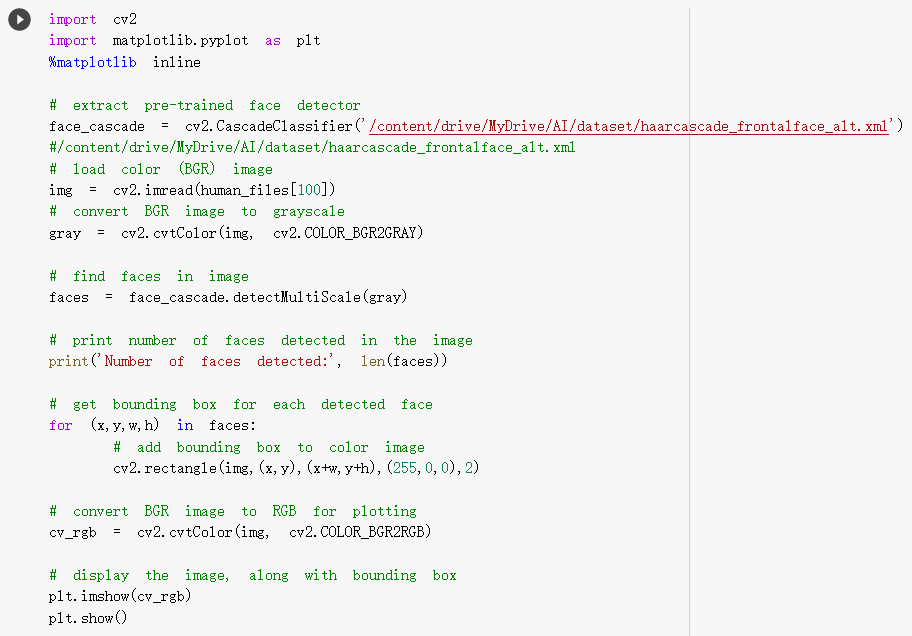 import cv2
import matplotlib.pyplot as plt
%matplotlib inline
# extract pre-trained face detector
face_cascade = cv2.CascadeClassifier('/content/drive/MyDrive/AI/dataset/haarcascade_frontalface_alt.xml')
#/content/drive/MyDrive/AI/dataset/haarcascade_frontalface_alt.xml
# load color (BGR) image
img = cv2.imread(human_files[100])
# convert BGR image to grayscale
gray = cv2.cvtColor(img, cv2.COLOR_BGR2GRAY)
# find faces in image
faces = face_cascade.detectMultiScale(gray)
# print number of faces detected in the image
print('Number of faces detected:', len(faces))
# get bounding box for each detected face
for (x,y,w,h) in faces:
# add bounding box to color image
cv2.rectangle(img,(x,y),(x+w,y+h),(255,0,0),2)
# convert BGR image to RGB for plotting
cv_rgb = cv2.cvtColor(img, cv2.COLOR_BGR2RGB)
# display the image, along with bounding box
plt.imshow(cv_rgb)
plt.show()